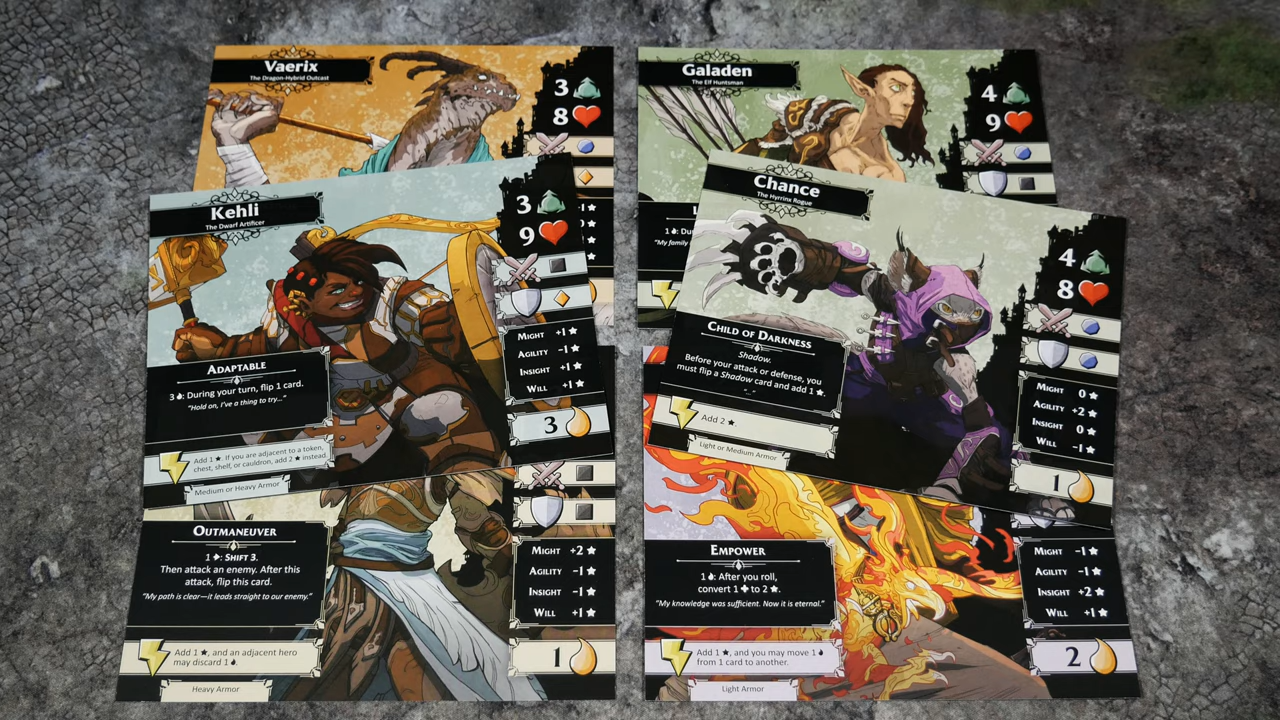 Vaerix
The Dragon-Hybrid Outcast
3
8
Galaden
The Elf Huntsman
4
9
1 : Du
"My family
Kehli
The Dwarf Artificer
3
9
Adaptable
3 : During your turn, flip 1 card.
"Hold on, I've a thing to try..."
Might +1
Agility -1
Insight +1
Will +1
3
Add 1 . If you are adjacent to a token,
chest, shelf, or cauldron, add 2 instead.
Medium or Heavy Armor
Chance
The Hyrrinx Rogue
4
8
Child of Darkness
Shadow.
Before your attack or defense, you
must flip a Shadow card and add 1 .
"..."
Might 0
Agility +2
Insight 0
Will -1
1
Add 2 .
Light or Medium Armor
Outmaneuver
1 : Shift 3.
Then attack an enemy. After this
attack, flip this card.
"My path is clear—it leads straight to our enemy."
Might +2
Agility -1
Insight -1
Will +1
1
Add 1 , and an adjacent hero
may discard 1 .
Heavy Armor
Empower
1 : After you roll,
convert 1 to 2 .
"My knowledge was sufficient. Now it is eternal."
Might -1
Agility -1
Insight +2
Will +1
2
Add 1 , and you may move 1
from 1 card to another.
Light Armor